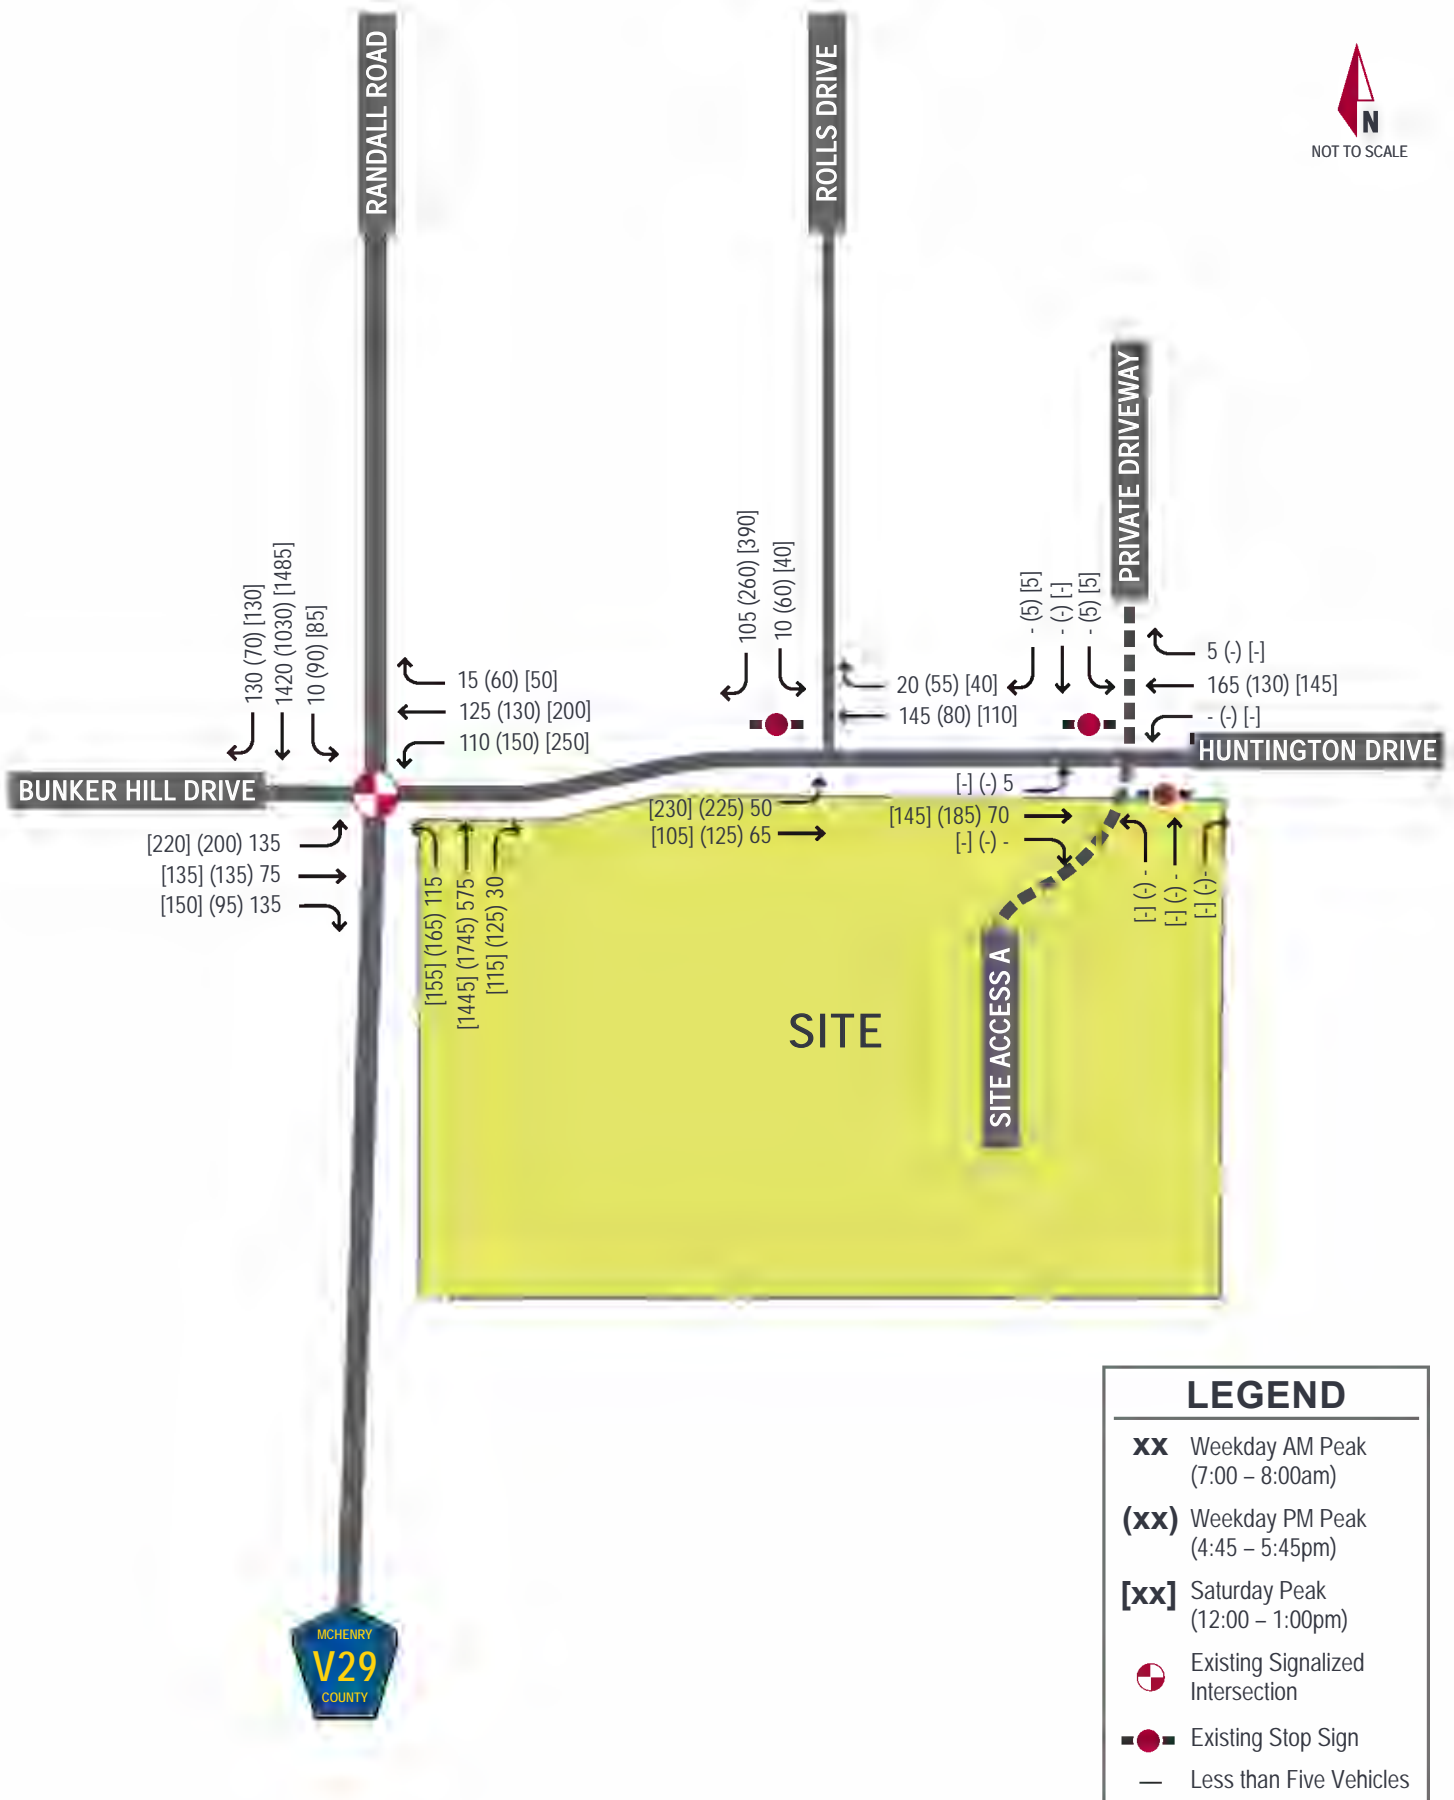 RANDALL ROAD
ROLLS DRIVE
N
NOT TO SCALE
PRIVATE DRIVEWAY
130 (70) [130]
1420 (1030) [1485]
10 (90) [85]
15 (60) [50]
125 (130) [200]
110 (150) [250]
105 (260) [390]
10 (60) [40]
20 (55) [40]
145 (80) [110]
- (5) [5]
- (-) [-]
- (5) [5]
5 (-) [-]
165 (130) [145]
- (-) [-]
HUNTINGTON DRIVE
BUNKER HILL DRIVE
[220] (200) 135
[135] (135) 75
[150] (95) 135
[155] (165) 115
[1445] (1745) 575
[115] (125) 30
[230] (225) 50
[105] (125) 65
[-] (-) 5
[145] (185) 70
[-] (-) -
[-] (-) -
[-] (-) -
[-] (-) -
SITE
SITE ACCESS A
MCHENRY
V29
COUNTY
LEGEND
xx Weekday AM Peak
(7:00 – 8:00am)
(xx) Weekday PM Peak
(4:45 – 5:45pm)
[xx] Saturday Peak
(12:00 – 1:00pm)
Existing Signalized
Intersection
Existing Stop Sign
— Less than Five Vehicles